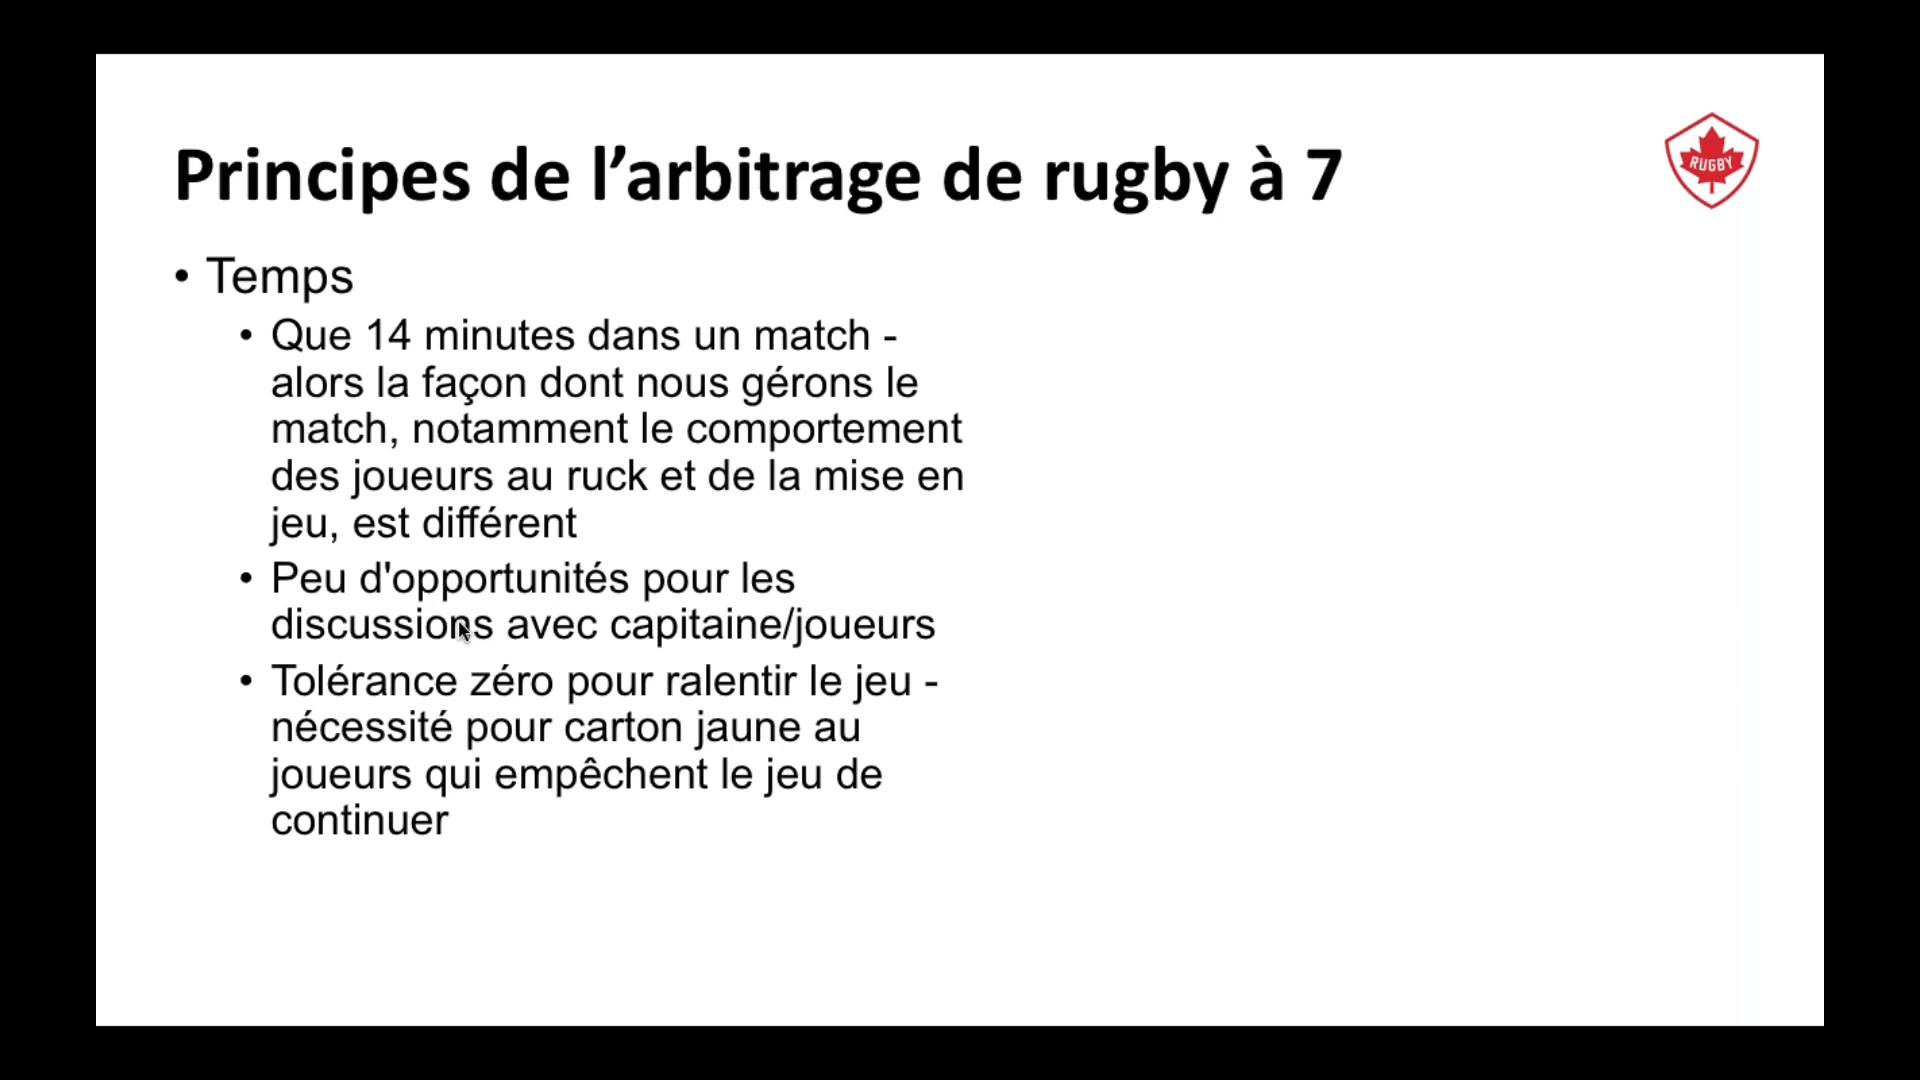 Principes de l’arbitrage de rugby à 7
RUGBY
• Temps
• Que 14 minutes dans un match -
alors la façon dont nous gérons le
match, notamment le comportement
des joueurs au ruck et de la mise en
jeu, est différent
• Peu d'opportunités pour les
discussions avec capitaine/joueurs
• Tolérance zéro pour ralentir le jeu -
nécessité pour carton jaune au
joueurs qui empêchent le jeu de
continuer